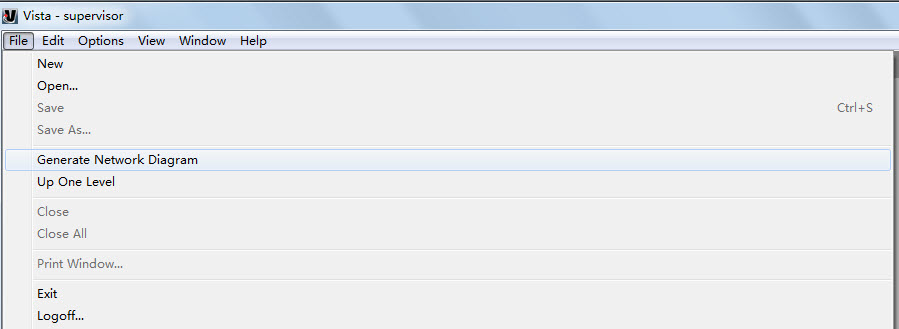 Vista - supervisor
File Edit Options View Window Help
New
Open...
Save Ctrl+S
Save As...
Generate Network Diagram
Up One Level
Close
Close All
Print Window...
Exit
Logoff...